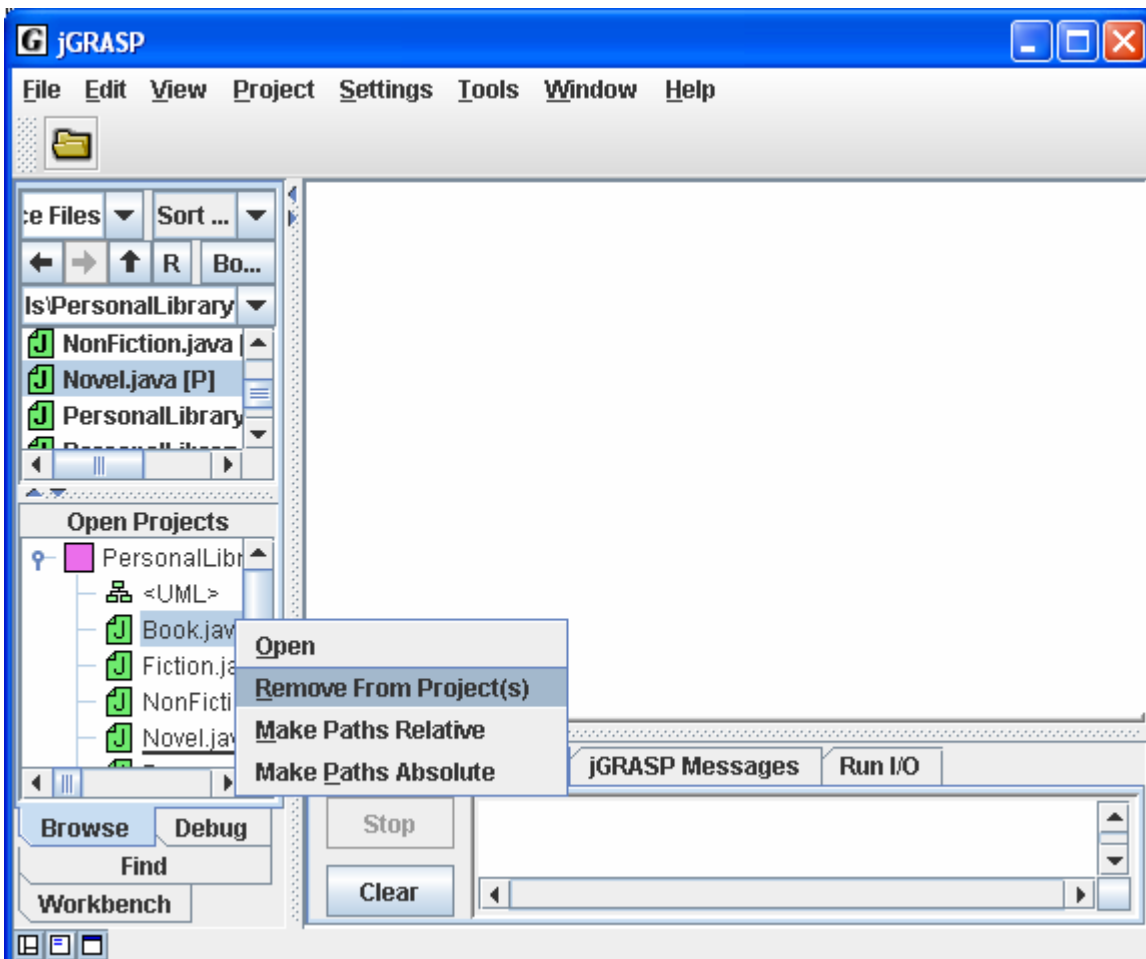 G jGRASP
File Edit View Project Settings Tools Window Help
:e Files Sort ...
R Bo...
ls\PersonalLibrary
J NonFiction.java [
J Novel.java [P]
J PersonalLibrary
Open Projects
PersonalLibr
<UML>
J Book.jav
J Fiction.ja
J NonFicti
J Novel.jav
Open
Remove From Project(s)
Make Paths Relative
Make Paths Absolute
jGRASP Messages Run I/O
Stop
Clear
Browse Debug
Find
Workbench